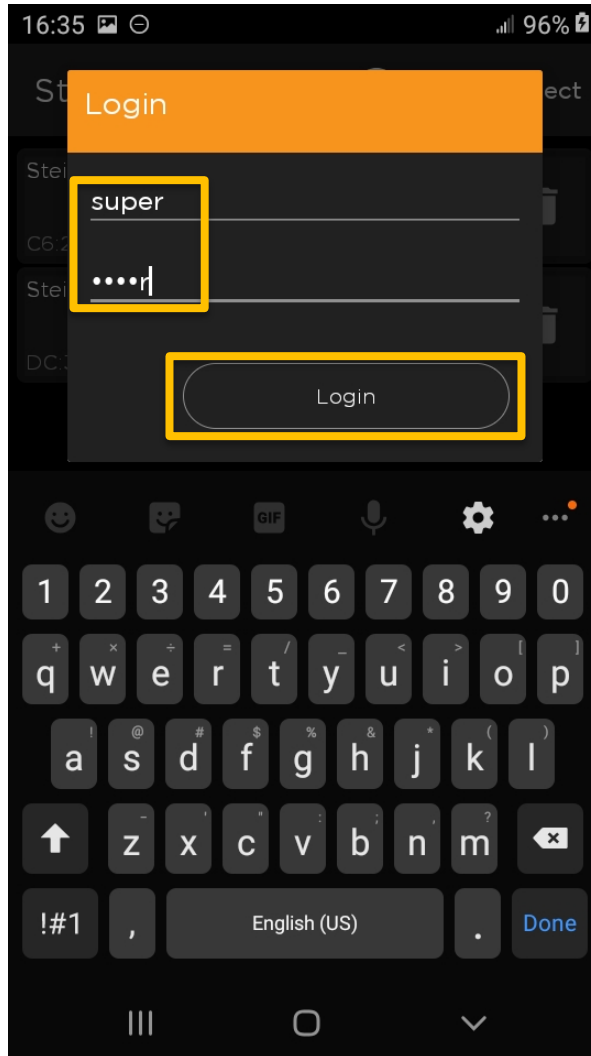 16:35 96%
St ect
Login
Stei
super
C6:2
••••r
Stei
DC:3
Login
GIF
1 2 3 4 5 6 7 8 9 0
+ × ÷ = / _ < > [ ]
q w e r t y u i o p
! @ # $ % & * ( )
a s d f g h j k l
- ' " : ; , ?
z x c v b n m
!#1 , English (US) . Done